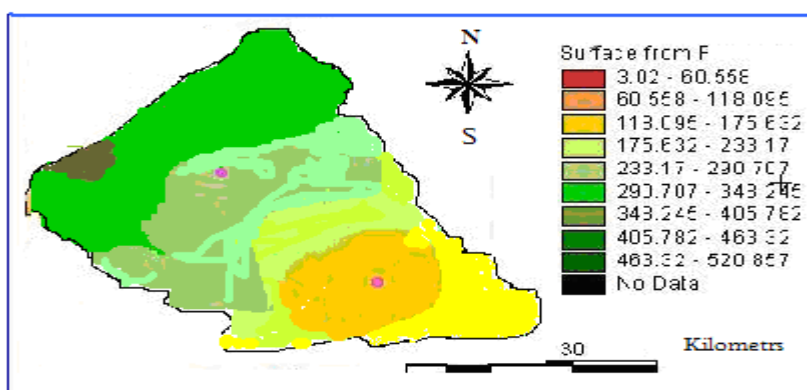 N
S
Surface from F
3.02 - 60.558
60.558 - 118.095
118.095 - 175.632
175.632 - 233.17
233.17 - 290.707
290.707 - 348.245
348.245 - 405.782
405.782 - 463.32
463.32 - 520.857
No Data
30
Kilometrs